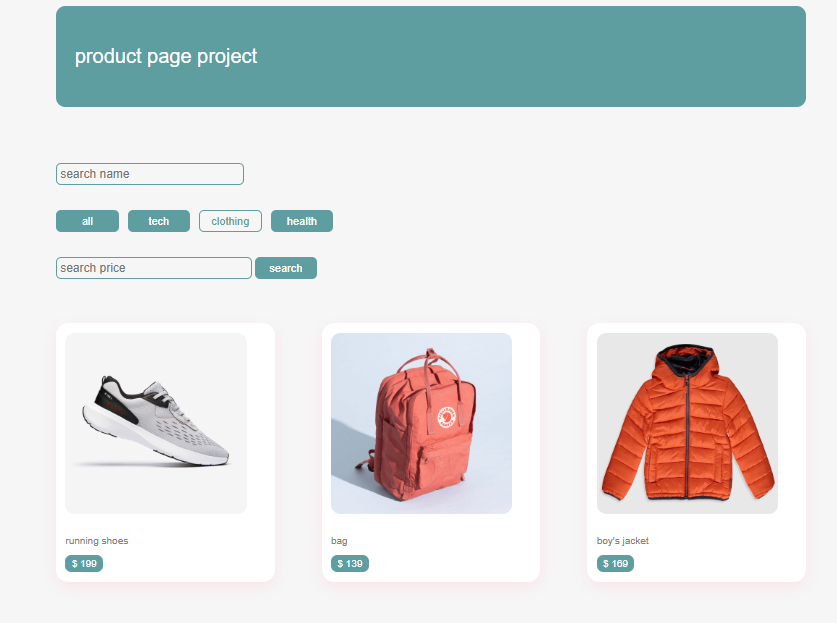 product page project
search name
all tech clothing health
search price search
running shoes bag boy's jacket
$ 199 $ 139 $ 169